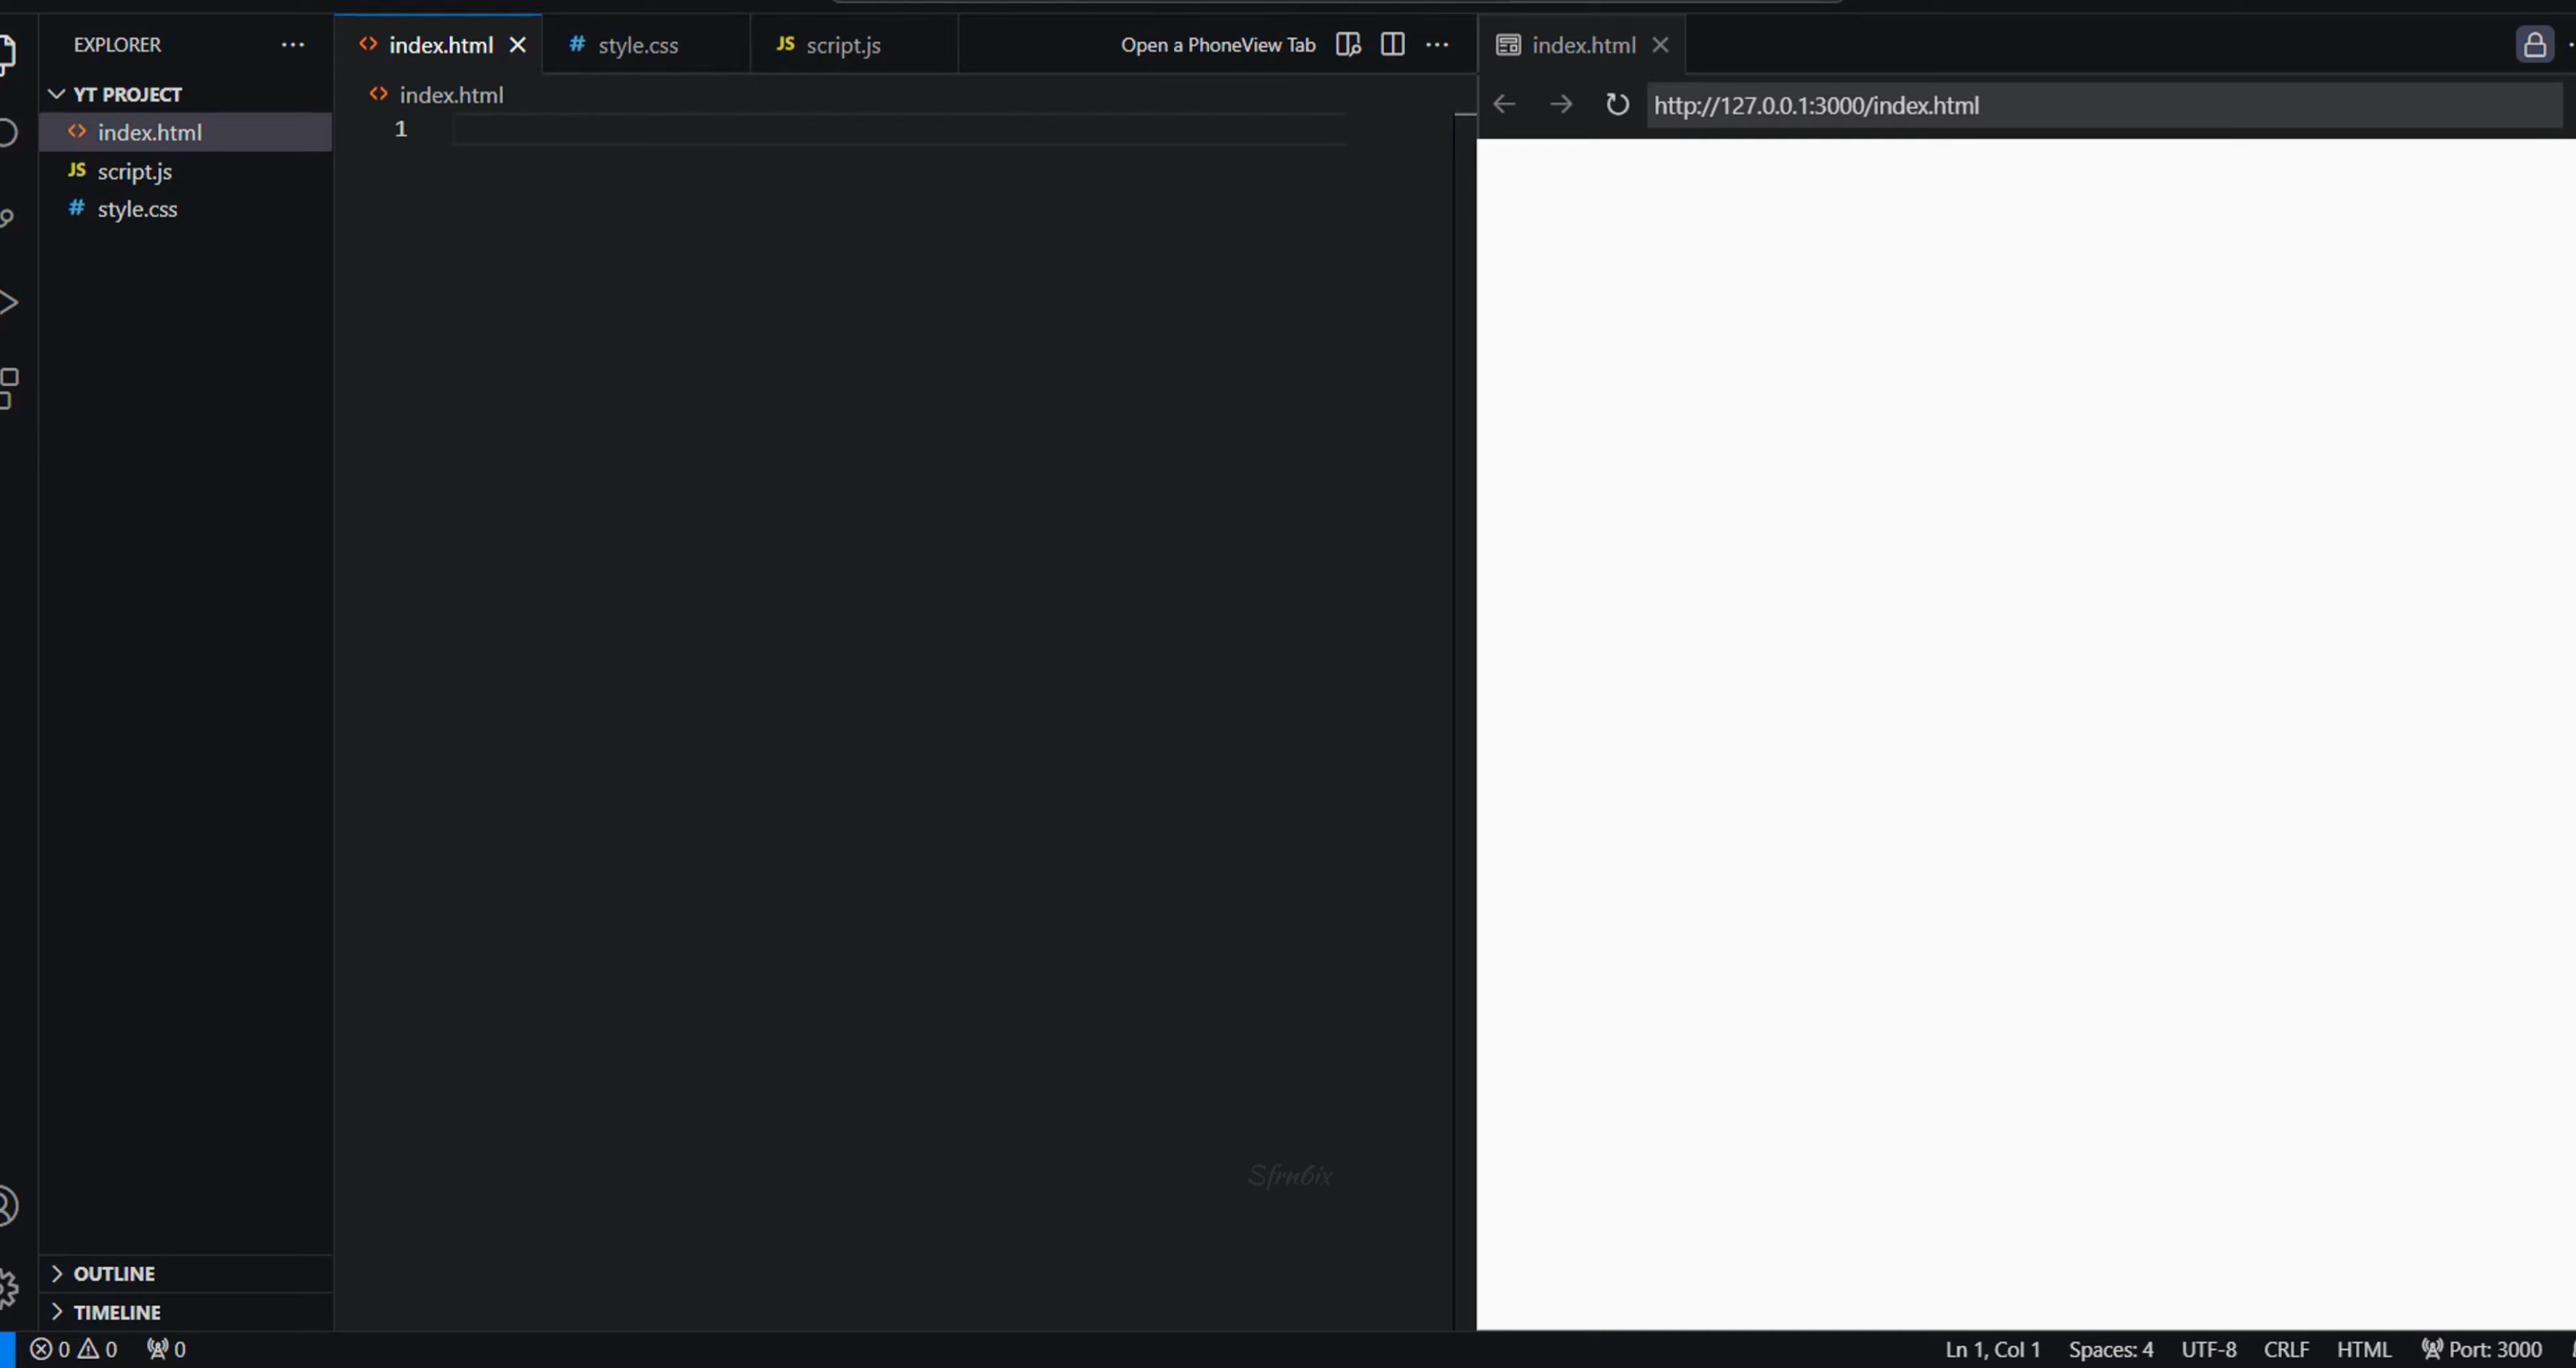 EXPLORER
YT PROJECT
index.html
script.js
style.css
OUTLINE
TIMELINE
index.html
style.css
JS script.js
Open a PhoneView Tab
index.html
1
Sfrnbix
index.html
http://127.0.0.1:3000/index.html
0 0 0
Ln 1, Col 1 Spaces: 4 UTF-8 CRLF HTML Port: 3000